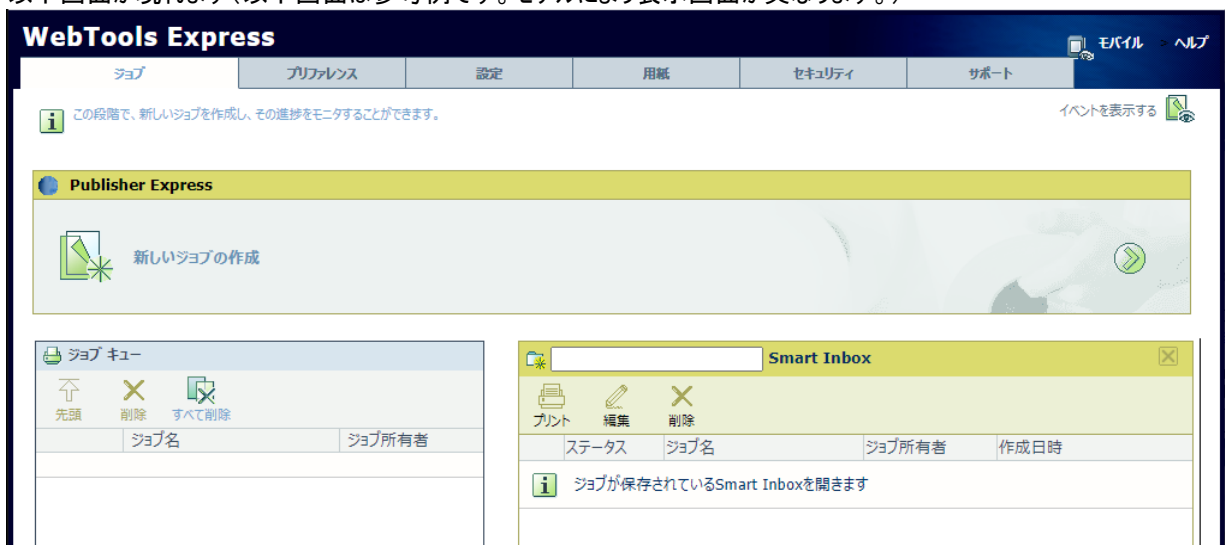 以下画面が現れます(以下画面は参考例です。モデルにより表示画面が異なります。)
WebTools Express
モバイル ヘルプ
ジョブ プリファレンス 設定 用紙 セキュリティ サポート
この段階で、新しいジョブを作成し、その進捗をモニタすることができます。
イベントを表示する
Publisher Express
新しいジョブの作成
ジョブ キュー
先頭 削除 すべて削除
ジョブ名 ジョブ所有者
Smart Inbox
プリント 編集 削除
ステータス ジョブ名 ジョブ所有者 作成日時
ジョブが保存されているSmart Inboxを開きます